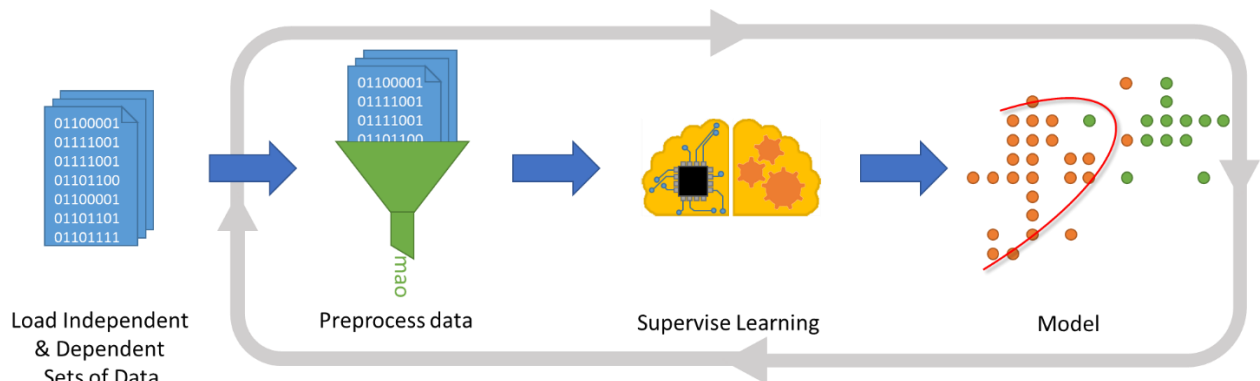 01100001
01111001
01111001
01101100
01100001
01101101
01101111
Load Independent
& Dependent
Sets of Data
01100001
01111001
01111001
01101100
mao
Preprocess data
Supervise Learning
Model